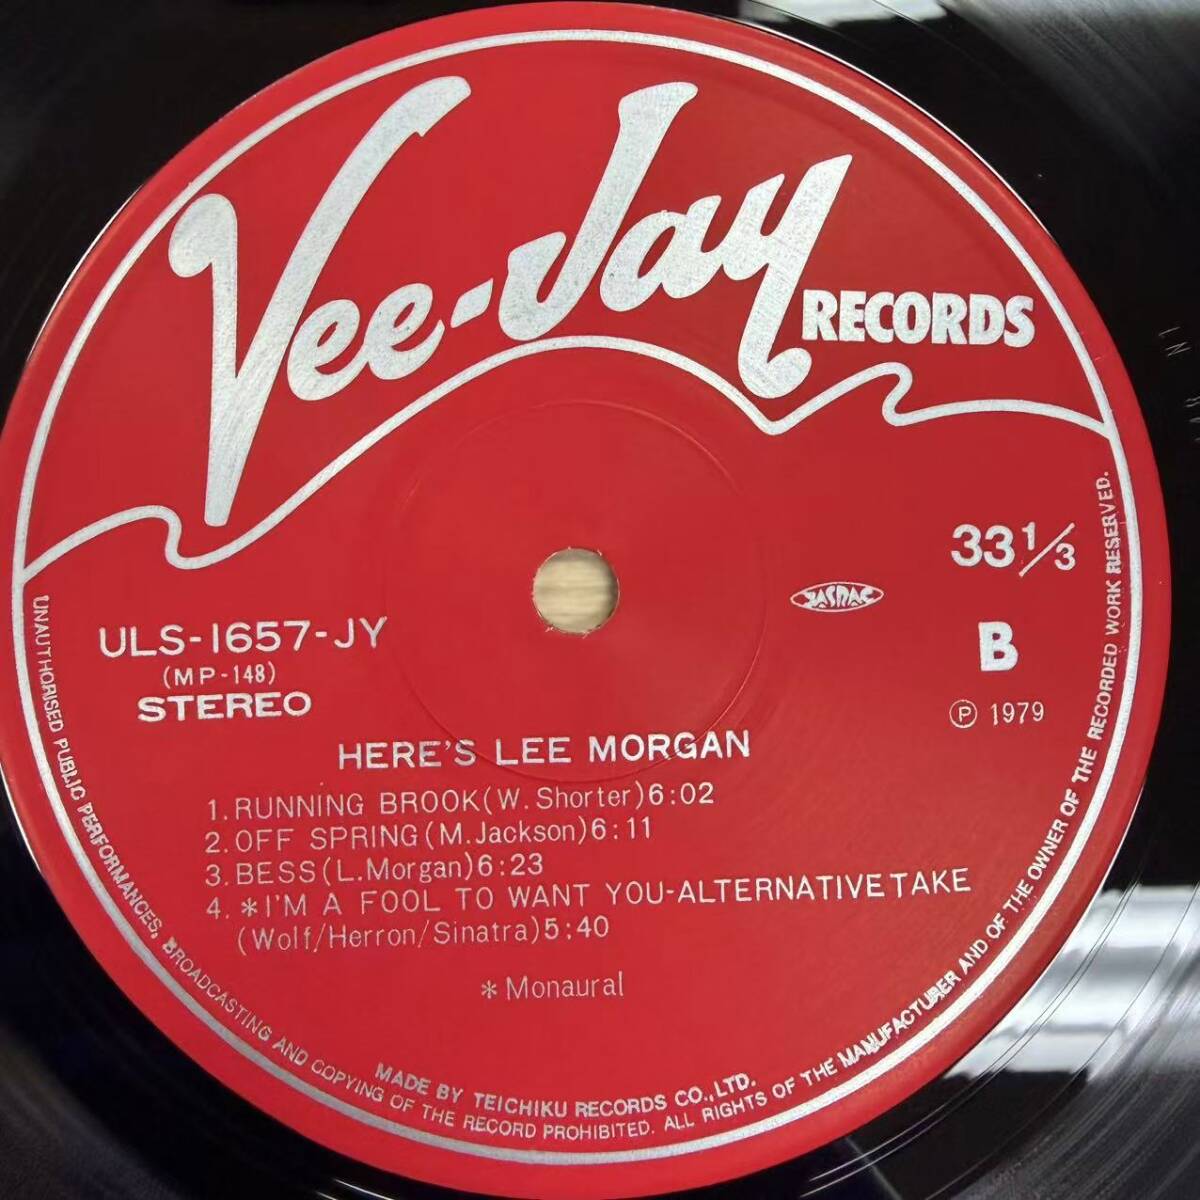 Vee-Jay
RECORDS
33 1/3
JASRAC
B
Ⓟ 1979
ULS-1657-JY
(MP-148)
STEREO
HERE'S LEE MORGAN
1. RUNNING BROOK (W. Shorter) 6:02
2. OFF SPRING (M. Jackson) 6:11
3. BESS (L. Morgan) 6:23
4. *I'M A FOOL TO WANT YOU-ALTERNATIVE TAKE
(Wolf/Herron/Sinatra) 5:40
*Monaural
MADE BY TEICHIKU RECORDS CO., LTD.
UNAUTHORISED PUBLIC PERFORMANCES, BROADCASTING AND COPYING OF THE RECORD PROHIBITED. ALL RIGHTS OF THE MANUFACTURER AND OF THE OWNER OF THE RECORDED WORK RESERVED.